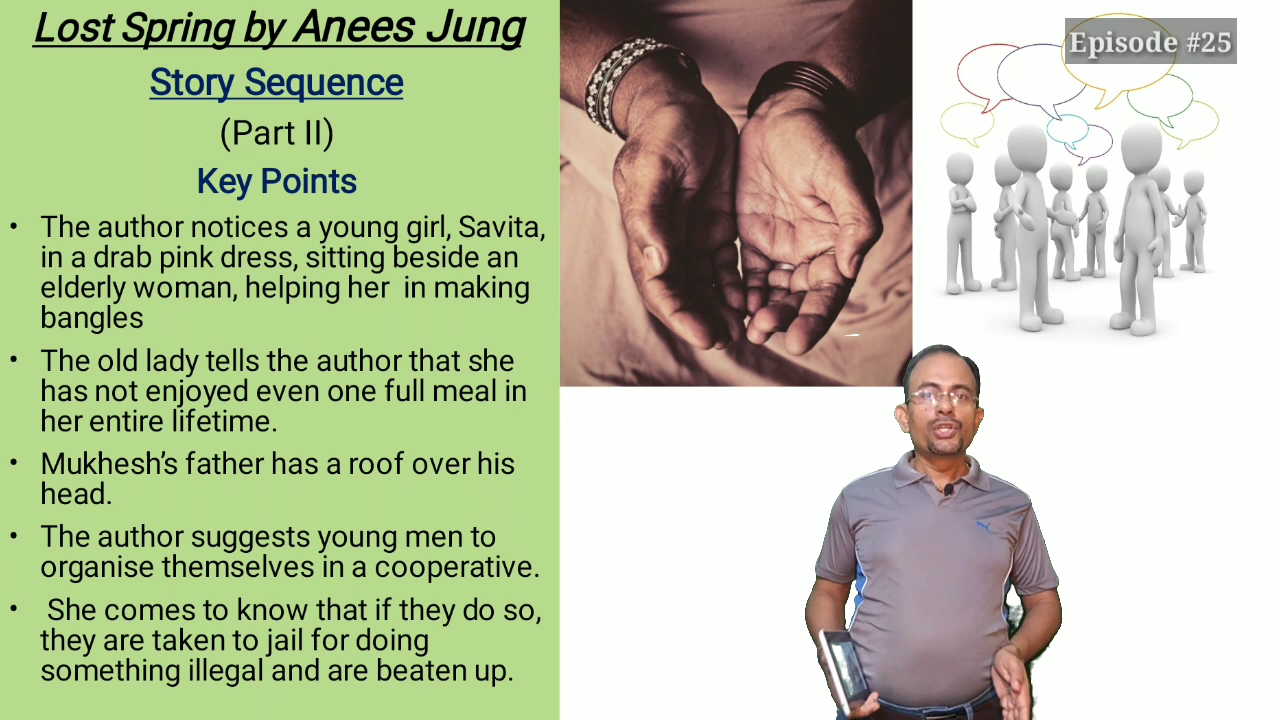 Lost Spring by Anees Jung
Story Sequence
(Part II)
Key Points
• The author notices a young girl, Savita,
in a drab pink dress, sitting beside an
elderly woman, helping her in making
bangles
• The old lady tells the author that she
has not enjoyed even one full meal in
her entire lifetime.
• Mukhesh's father has a roof over his
head.
• The author suggests young men to
organise themselves in a cooperative.
• She comes to know that if they do so,
they are taken to jail for doing
something illegal and are beaten up.
Episode #25